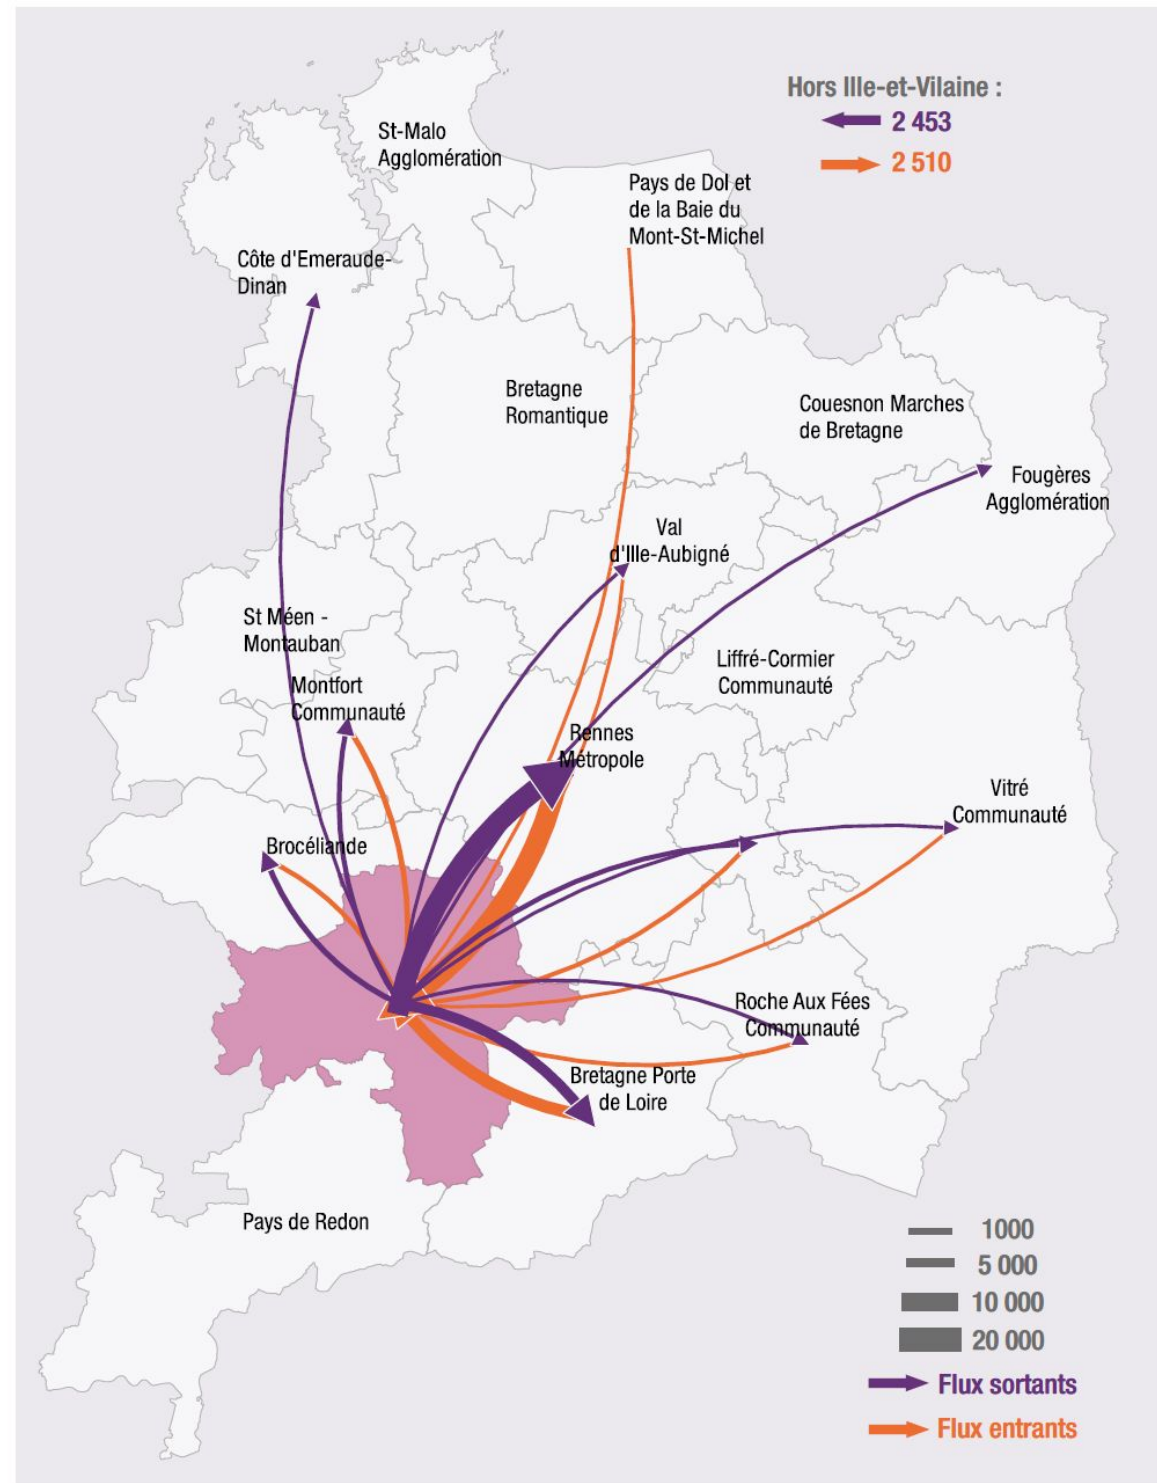 Hors Ille-et-Vilaine :
2 453
2 510
St-Malo
Agglomération
Pays de Dol et
de la Baie du
Mont-St-Michel
Côte d'Emeraude-
Dinan
Bretagne
Romantique
Couesnon Marches
de Bretagne
Fougères
Agglomération
Val
d'Ille-Aubigné
St Méen -
Montauban
Liffré-Cormier
Communauté
Montfort
Communauté
Rennes
Métropole
Vitré
Communauté
Brocéliande
Roche Aux Fées
Communauté
Bretagne Porte
de Loire
Pays de Redon
1000
5 000
10 000
20 000
Flux sortants
Flux entrants